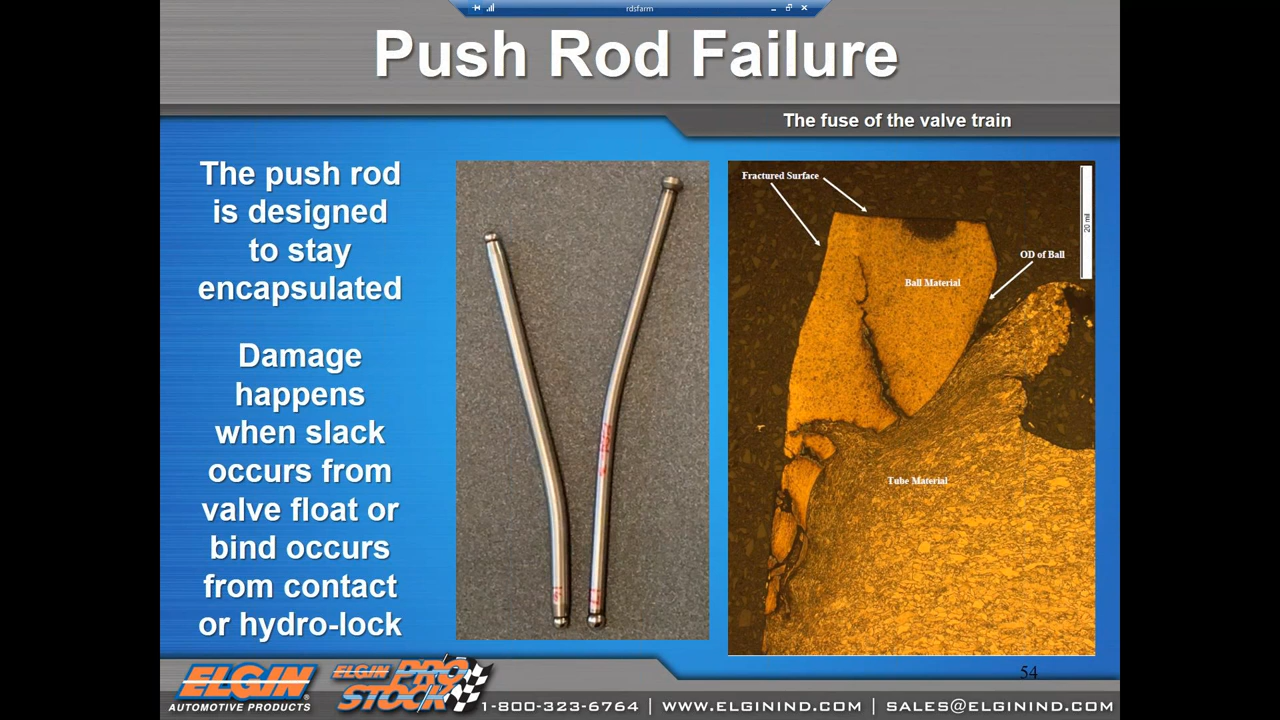 rdsfarm
Push Rod Failure
The fuse of the valve train
The push rod
is designed
to stay
encapsulated
Damage
happens
when slack
occurs from
valve float or
bind occurs
from contact
or hydro-lock
Fractured Surface
20 mil
OD of Ball
Ball Material
Tube Material
54
ELGIN
AUTOMOTIVE PRODUCTS
ELGIN PRO
STOCK
1-800-323-6764 | WWW.ELGININD.COM | SALES@ELGININD.COM